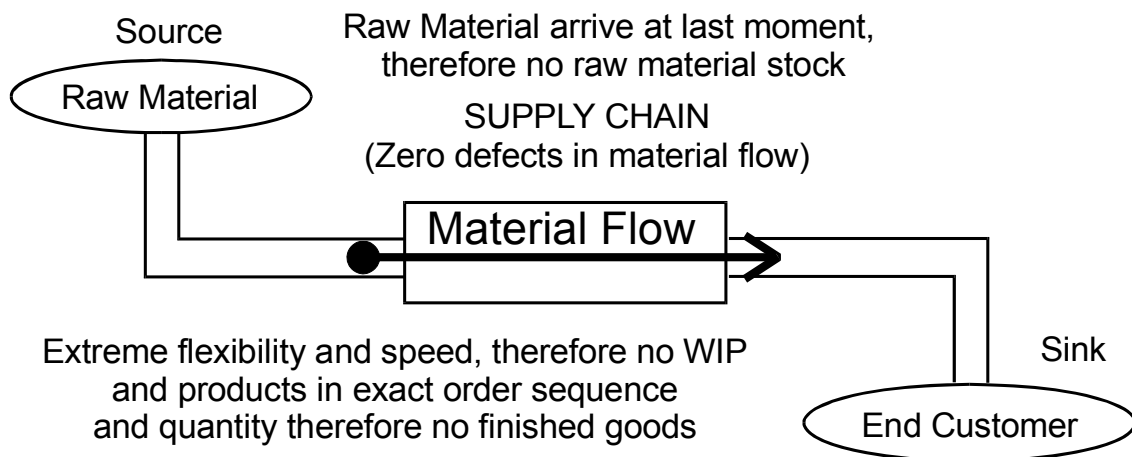 Source
Raw Material
Raw Material arrive at last moment,
therefore no raw material stock
SUPPLY CHAIN
(Zero defects in material flow)
Material Flow
Extreme flexibility and speed, therefore no WIP
and products in exact order sequence
and quantity therefore no finished goods
Sink
End Customer